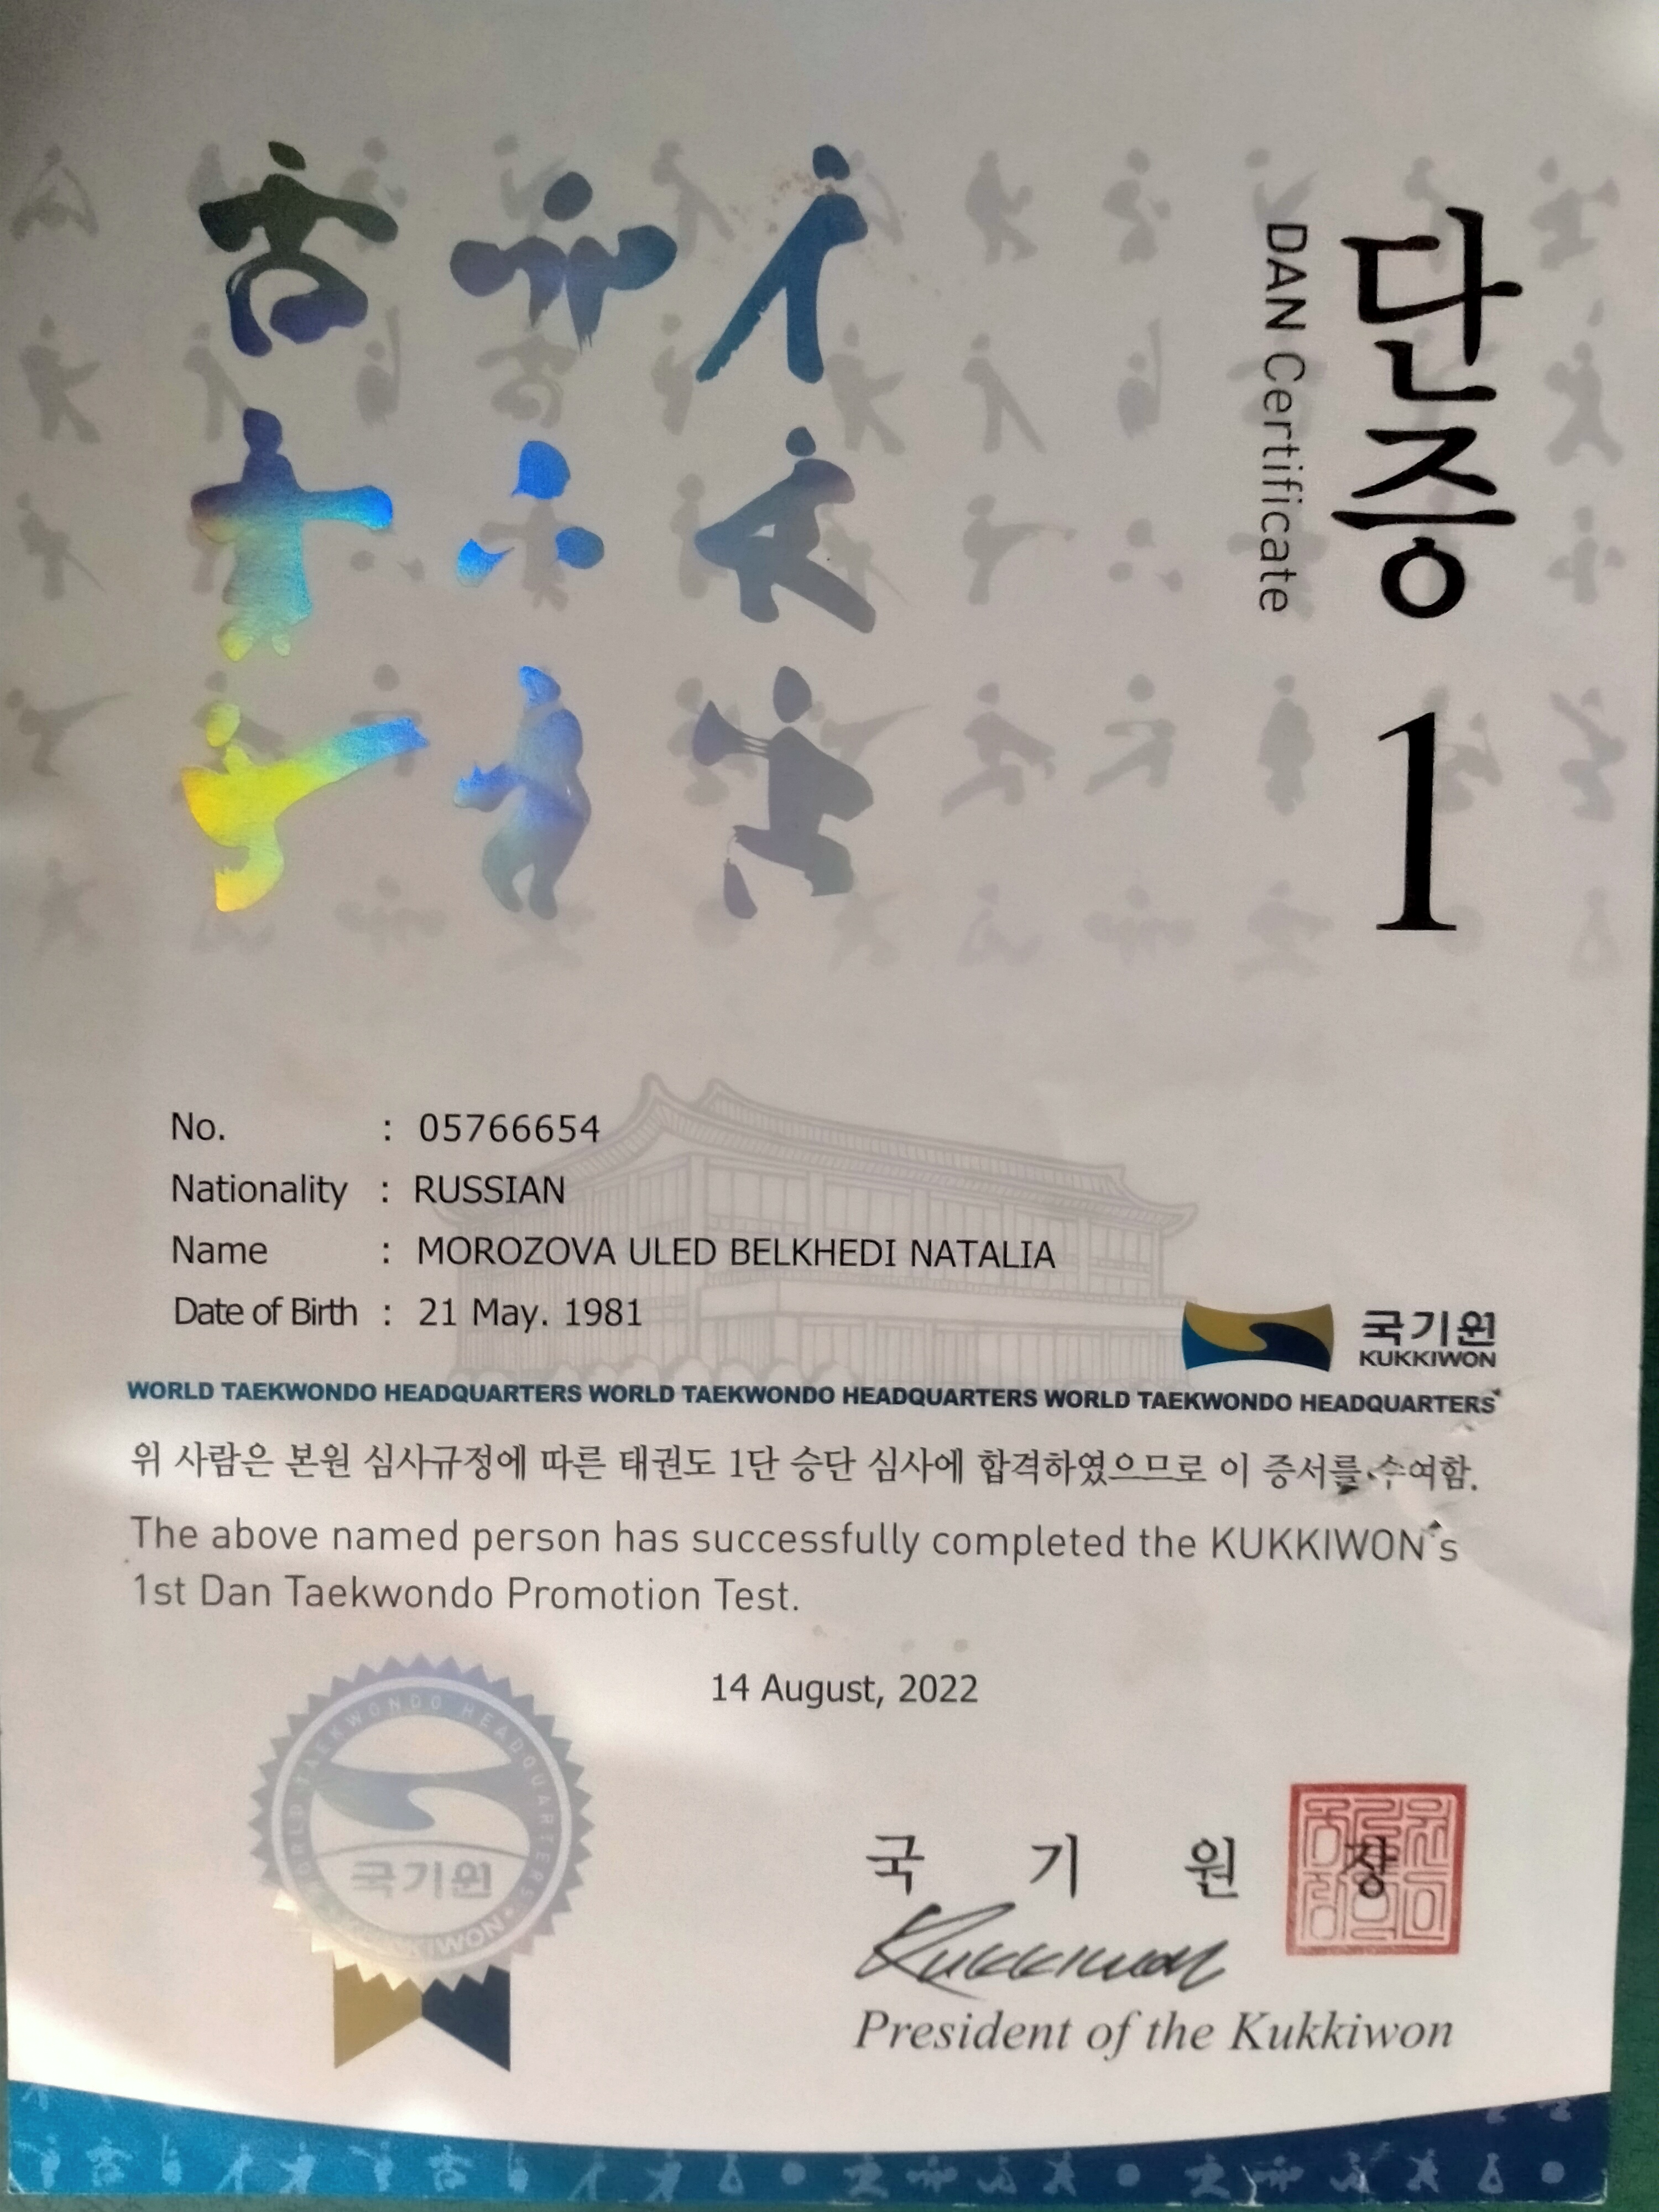 단증 1
DAN Certificate
No. : 05766654
Nationality : RUSSIAN
Name : MOROZOVA ULED BELKHEDI NATALIA
Date of Birth : 21 May. 1981
국기원
KUKKIWON
WORLD TAEKWONDO HEADQUARTERS WORLD TAEKWONDO HEADQUARTERS WORLD TAEKWONDO HEADQUARTERS
위 사람은 본원 심사규정에 따른 태권도 1단 승단 심사에 합격하였으므로 이 증서를 수여함.
The above named person has successfully completed the KUKKIWON's
1st Dan Taekwondo Promotion Test.
14 August, 2022
WORLD TAEKWONDO HEADQUARTERS
국기원
KUKKIWON
국 기 원 장
Kukkiwon
President of the Kukkiwon